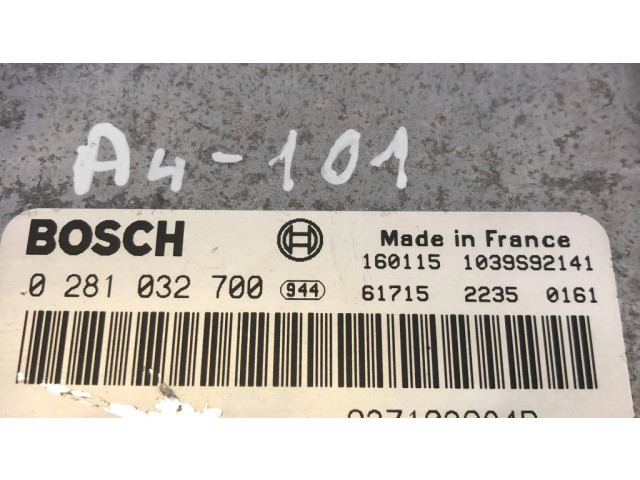 A4-101
BOSCH
Made in France
160115 1039S92141
0 281 032 700 944
61715 2235 0161